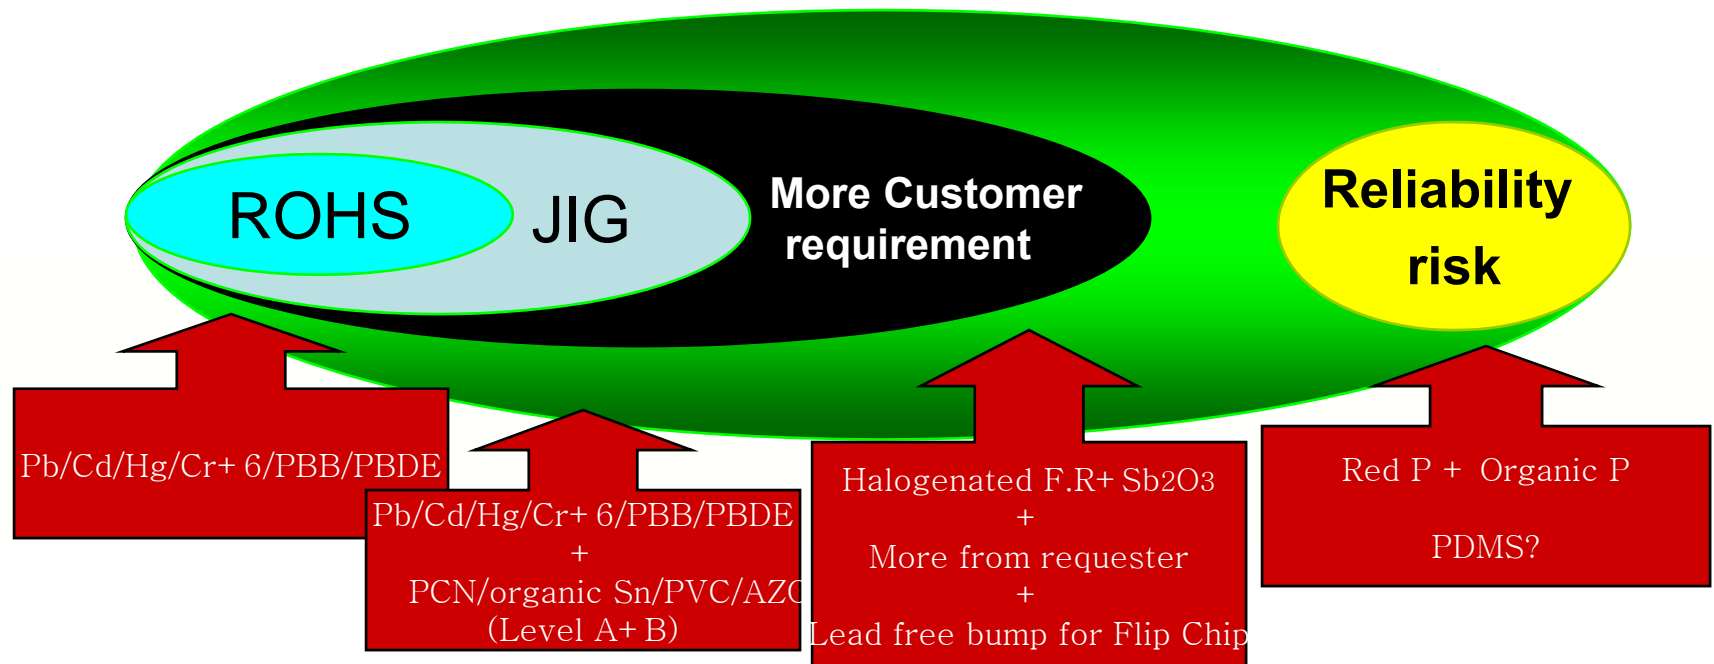 ROHS
JIG
More Customer
requirement
Reliability
risk
Pb/Cd/Hg/Cr+6/PBB/PBDE
Pb/Cd/Hg/Cr+6/PBB/PBDE
+
PCN/organic Sn/PVC/AZO
(Level A+B)
Halogenated F.R+Sb2O3
+
More from requester
+
Lead free bump for Flip Chip
Red P + Organic P
PDMS?